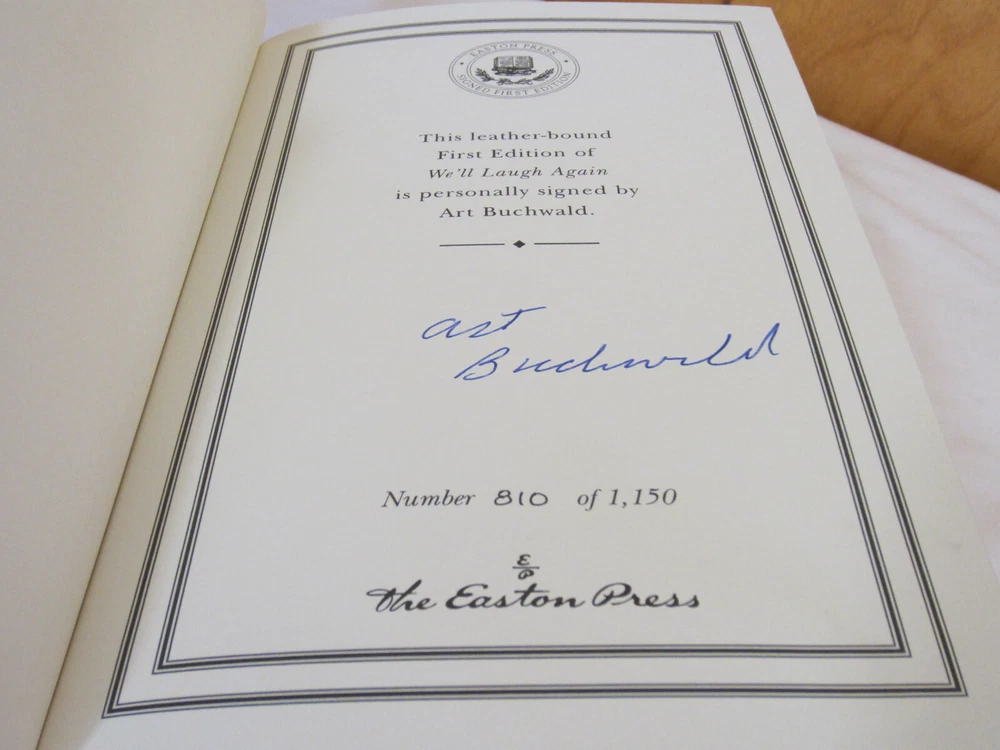 EASTON PRESS
SIGNED FIRST EDITION
This leather-bound
First Edition of
We'll Laugh Again
is personally signed by
Art Buchwald.
Art
Buchwald
Number 810 of 1,150
E/P
The Easton Press